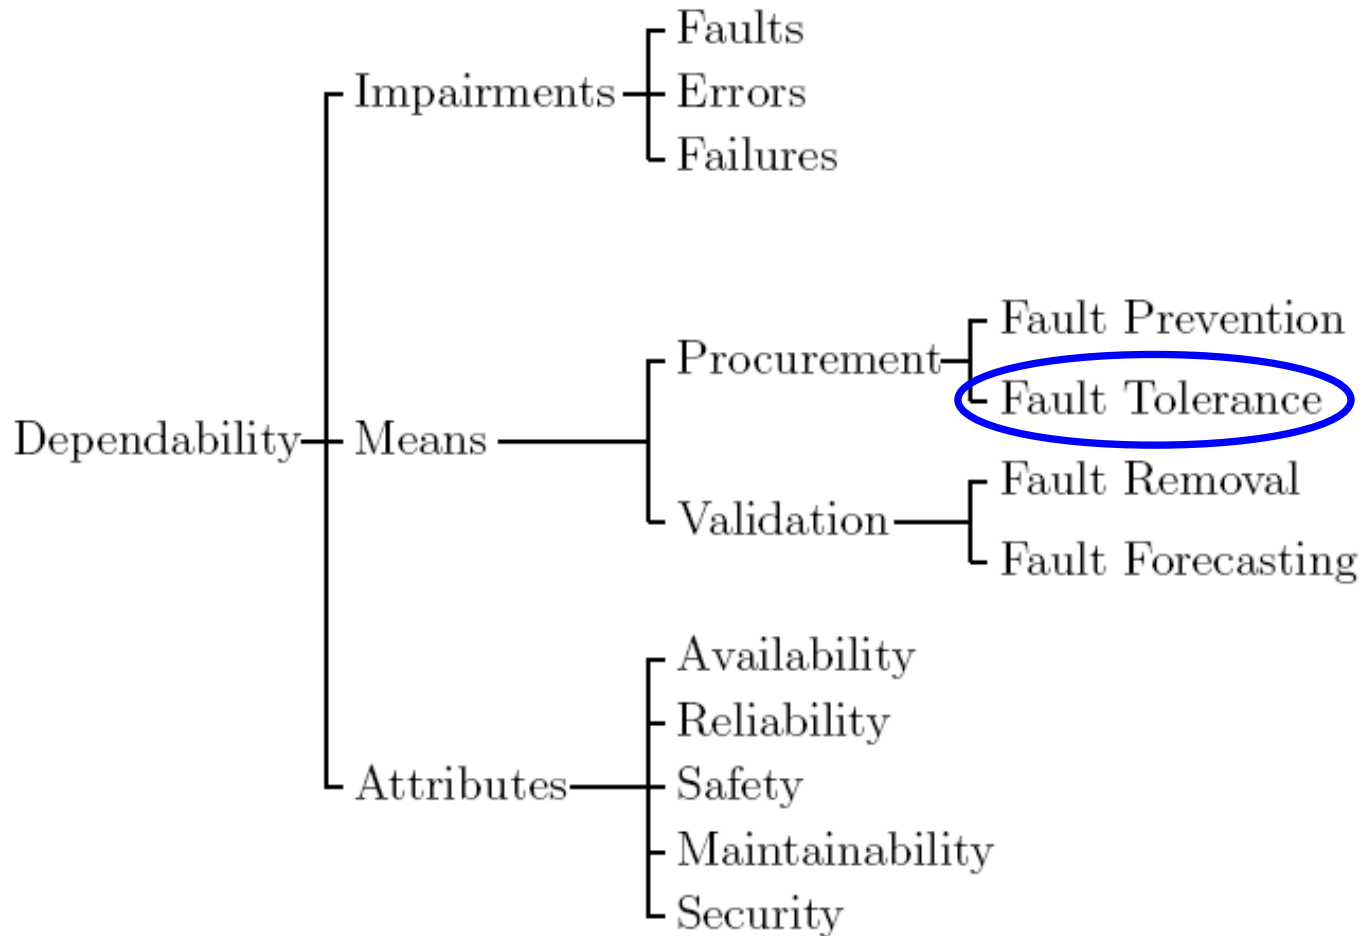 Faults
Impairments
Errors
Failures
Fault Prevention
Procurement
Fault Tolerance
Dependability
Means
Fault Removal
Validation
Fault Forecasting
Availability
Reliability
Attributes
Safety
Maintainability
Security